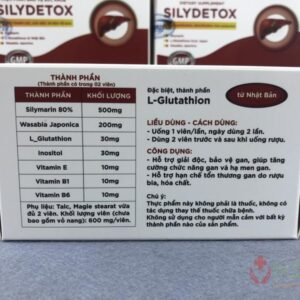 SUPPLEMENT
DIETARY SUPPLEMENT
SILYDETOX
GMP
THÀNH PHẦN
(Thành phần có trong 02 viên)
THÀNH PHẦN KHỐI LƯỢNG
Silymarin 80% 500mg
Wasabia Japonica 200mg
L_Glutathion 30mg
Inositol 30mg
Vitamin E 10mg
Vitamin B1 10mg
Vitamin B6 10mg
Phụ liệu: Talc, Magie stearat vừa
đủ 2 viên. Khối lượng viên (chưa
bao gồm vỏ nang): 600 mg/viên.
Đặc biệt, thành phần
L-Glutathion
từ Nhật Bản
LIỀU DÙNG - CÁCH DÙNG:
- Uống 1 viên/lần, ngày dùng 2 lần.
- Dùng 2 viên trước và sau khi uống rượu.
CÔNG DỤNG:
- Hỗ trợ giải độc, bảo vệ gan, giúp tăng
cường chức năng gan và hạ men gan.
- Hỗ trợ hạn chế tổn thương gan do rượu
bia, hóa chất.
Chú ý:
Thực phẩm này không phải là thuốc, không có
tác dụng thay thế thuốc chữa bệnh.
Không sử dụng cho người mẫn cảm với bất kỳ
thành phần nào của sản phẩm.